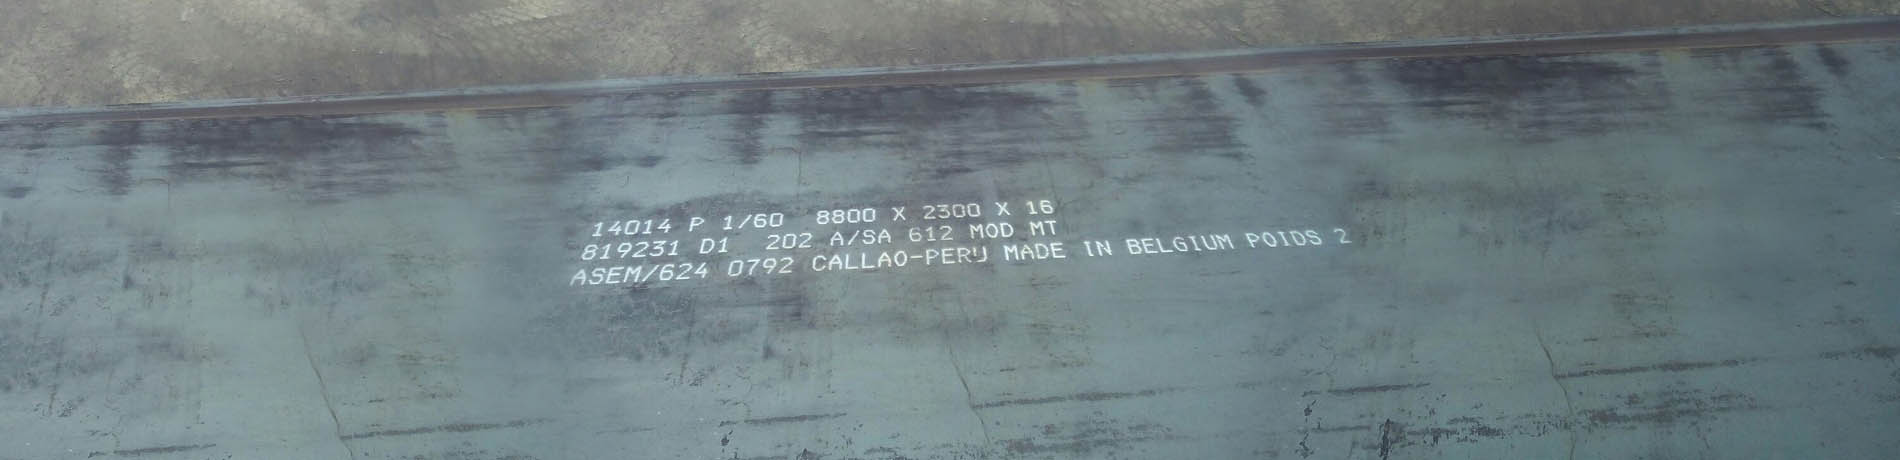 14014 P 1/60 8800 X 2300 X 16
819231 D1 202 A/SA 612 MOD MT
ASEM/624 0792 CALLAO-PERU MADE IN BELGIUM POIDS 2